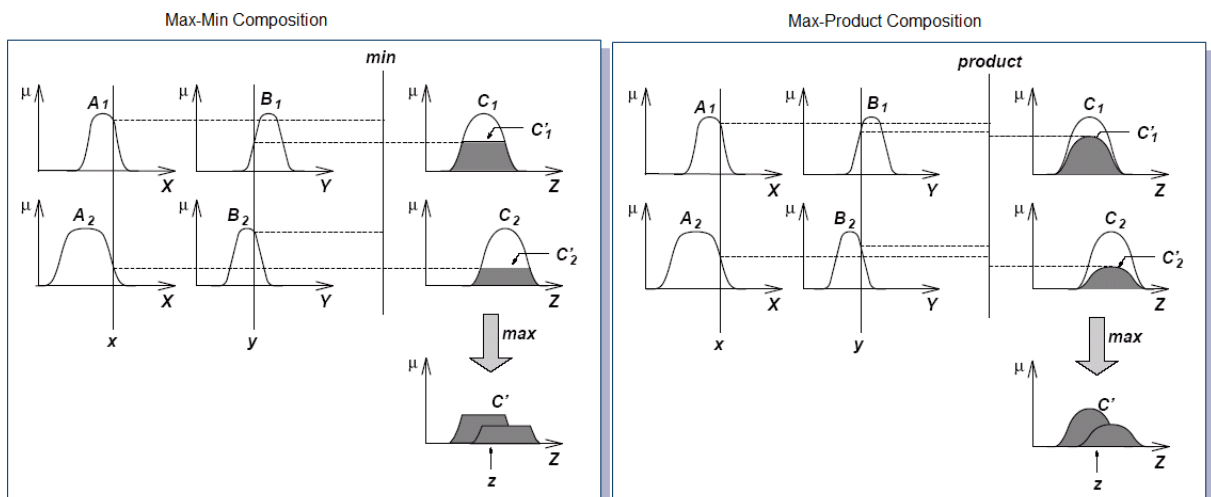 Max-Min Composition
min
μ A1 μ B1 μ C1
C'1
X Y Z
μ A2 μ B2 μ C2
C'2
X Y Z
x y max
μ C'
Z
z
Max-Product Composition
product
μ A1 μ B1 μ C1
C'1
X Y Z
μ A2 μ B2 μ C2
C'2
X Y Z
x y max
μ C'
Z
z